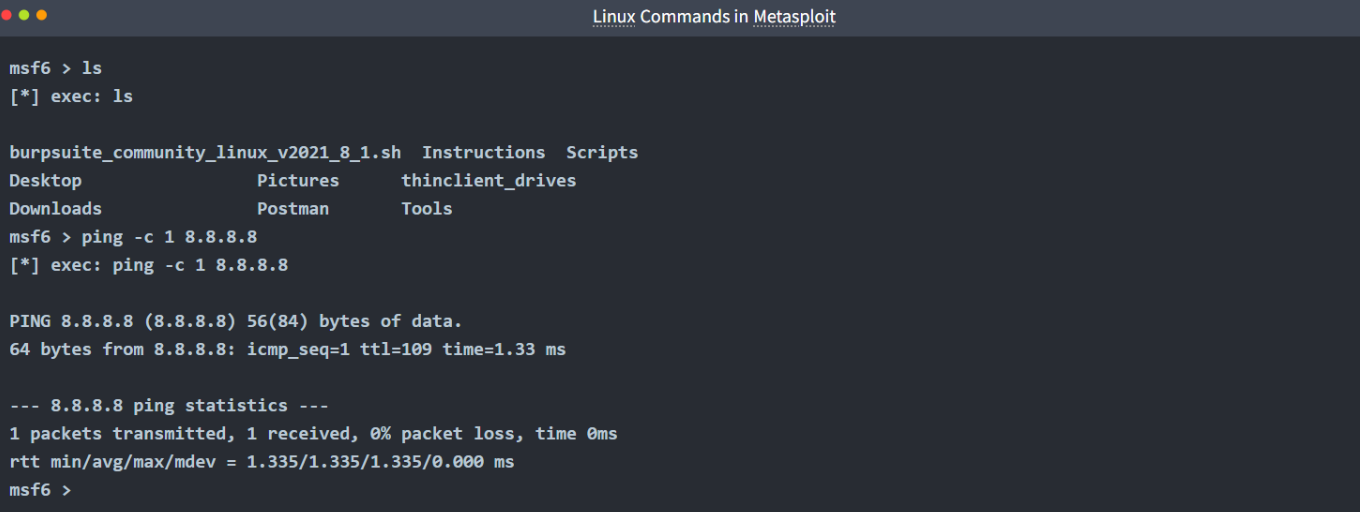 Linux Commands in Metasploit
msf6 > ls
[*] exec: ls
burpsuite_community_linux_v2021_8_1.sh  Instructions  Scripts
Desktop                 Pictures      thinclient_drives
Downloads               Postman       Tools
msf6 > ping -c 1 8.8.8.8
[*] exec: ping -c 1 8.8.8.8
PING 8.8.8.8 (8.8.8.8) 56(84) bytes of data.
64 bytes from 8.8.8.8: icmp_seq=1 ttl=109 time=1.33 ms
--- 8.8.8.8 ping statistics ---
1 packets transmitted, 1 received, 0% packet loss, time 0ms
rtt min/avg/max/mdev = 1.335/1.335/1.335/0.000 ms
msf6 >